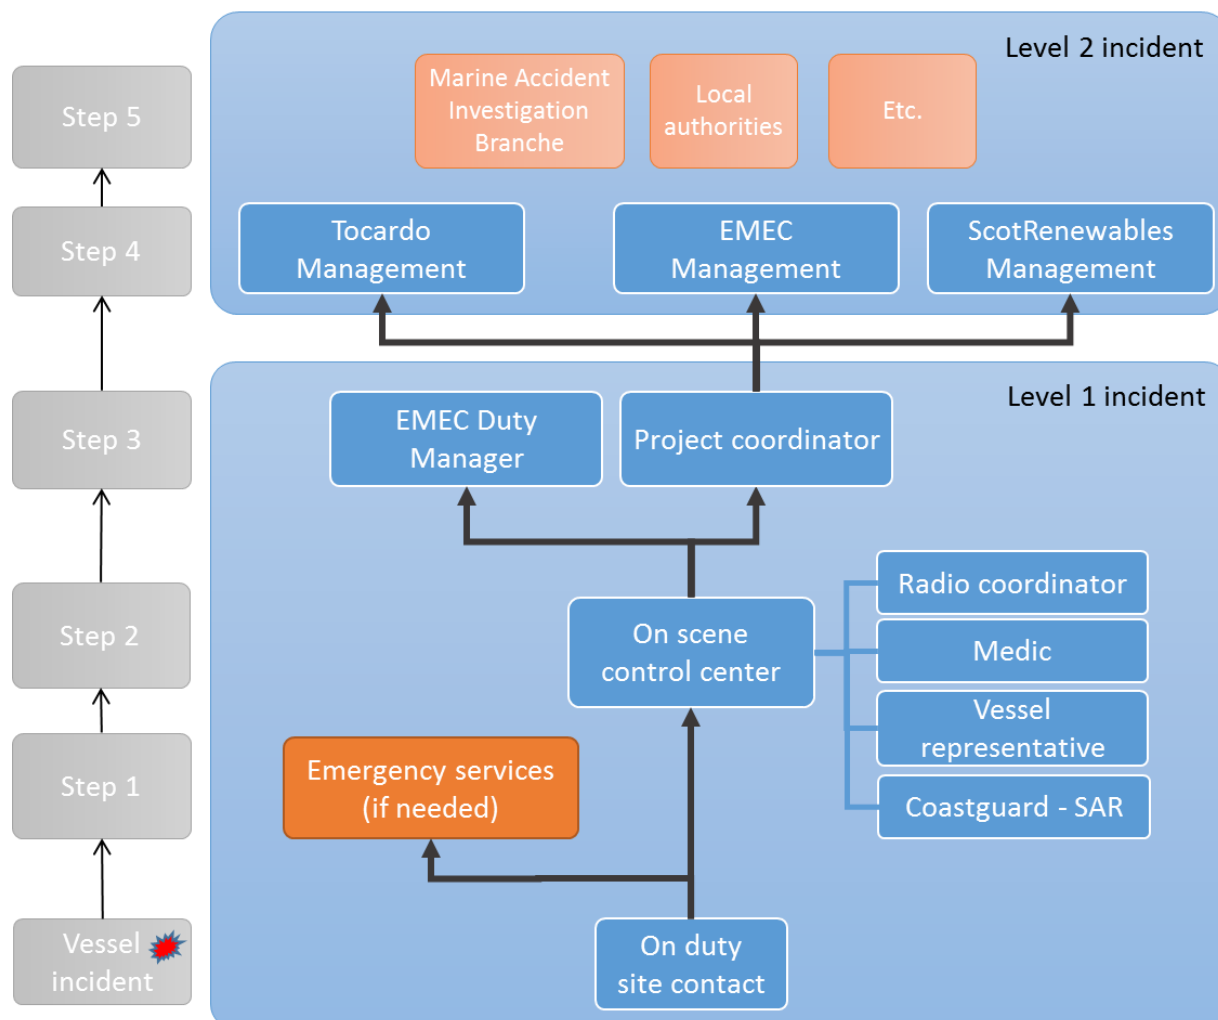 Level 2 incident
Step 5
Marine Accident
Investigation
Branche
Local
authorities
Etc.
Step 4
Tocardo
Management
EMEC
Management
ScotRenewables
Management
Level 1 incident
Step 3
EMEC Duty
Manager
Project coordinator
Step 2
On scene
control center
Radio coordinator
Medic
Vessel
representative
Coastguard - SAR
Step 1
Emergency services
(if needed)
Vessel
incident
On duty
site contact